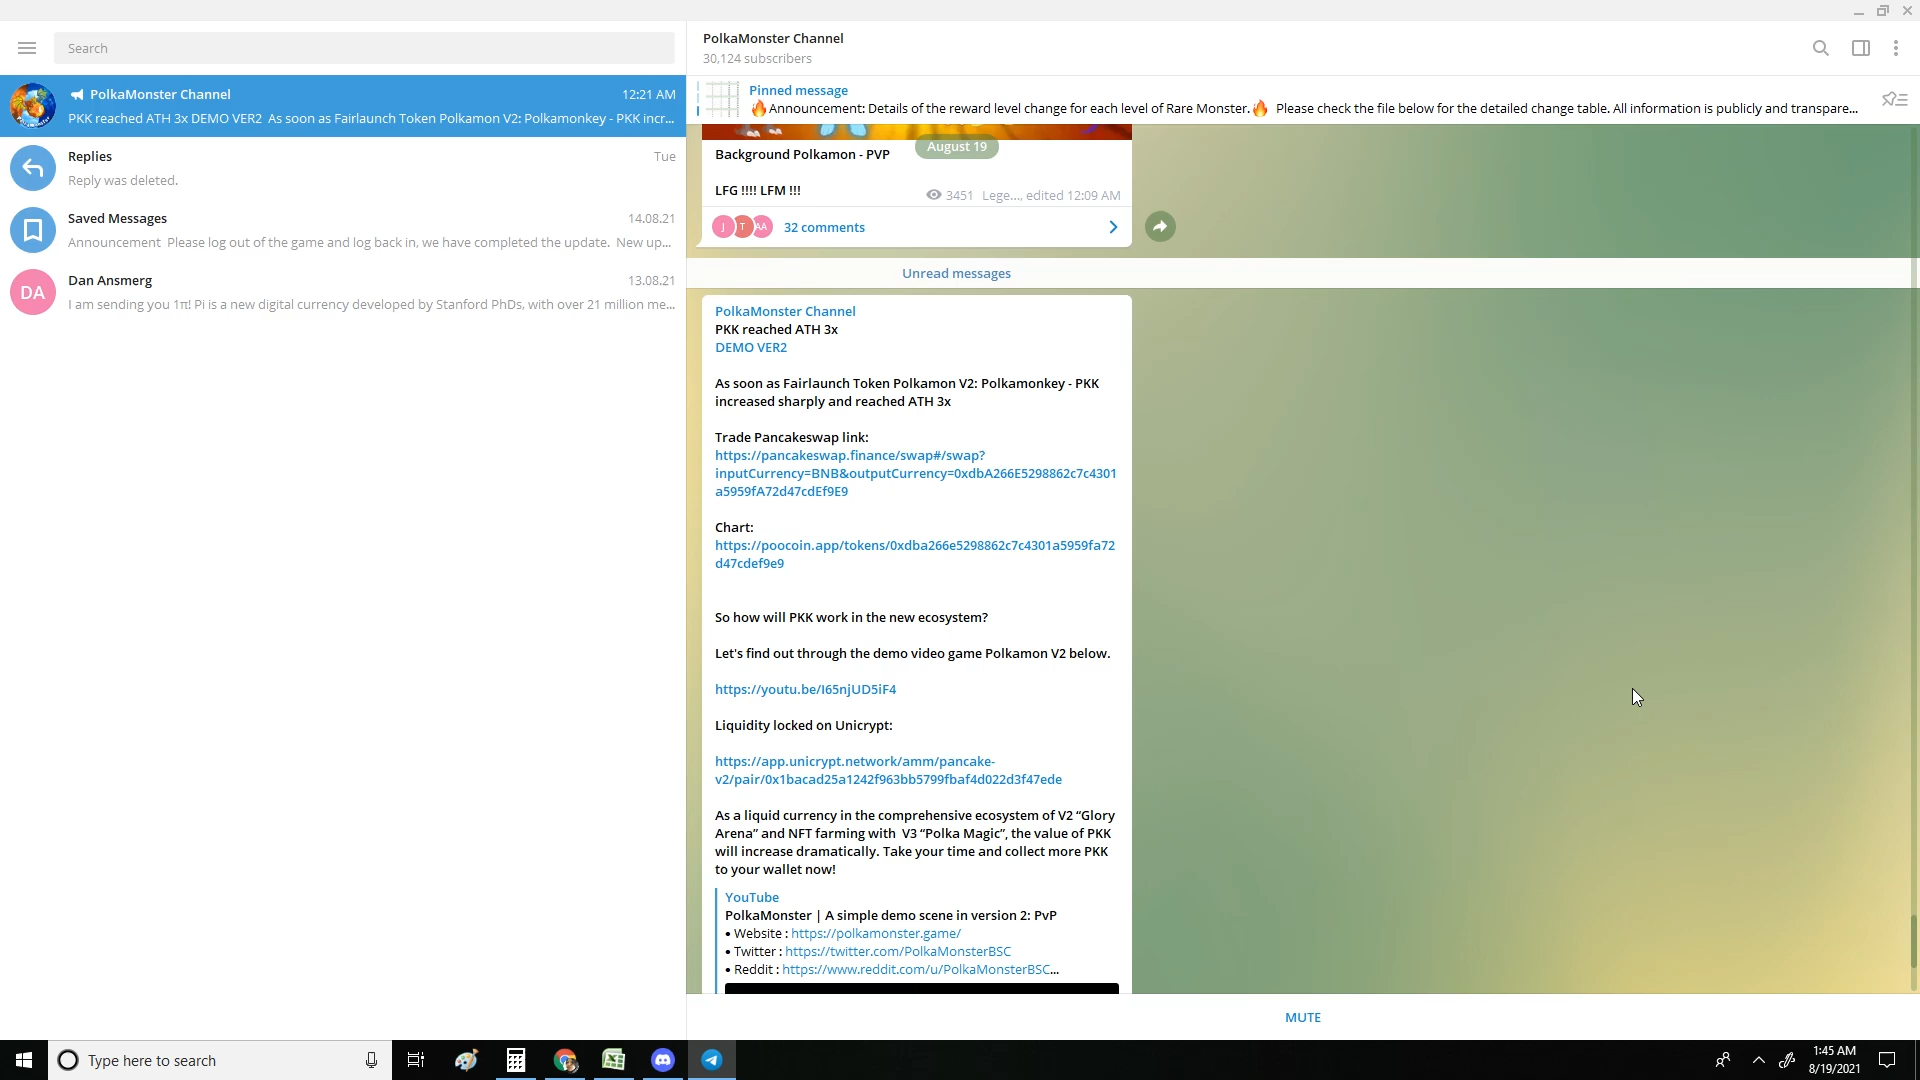 Search
PolkaMonster Channel
12:21 AM
PKK reached ATH 3x DEMO VER2 As soon as Fairlaunch Token Polkamon V2: Polkamonkey - PKK incr...
Replies
Tue
Reply was deleted.
Saved Messages
14.08.21
Announcement Please log out of the game and log back in, we have completed the update. New up...
DA
Dan Ansmerg
13.08.21
I am sending you 1π! Pi is a new digital currency developed by Stanford PhDs, with over 21 million me...
PolkaMonster Channel
30,124 subscribers
Pinned message
🔥Announcement: Details of the reward level change for each level of Rare Monster.🔥 Please check the file below for the detailed change table. All information is publicly and transpare...
August 19
Background Polkamon - PVP
LFG !!!! LFM !!!
3451 Lege..., edited 12:09 AM
J T AA 32 comments
Unread messages
PolkaMonster Channel
PKK reached ATH 3x
DEMO VER2
As soon as Fairlaunch Token Polkamon V2: Polkamonkey - PKK
increased sharply and reached ATH 3x
Trade Pancakeswap link:
https://pancakeswap.finance/swap#/swap?
inputCurrency=BNB&outputCurrency=0xdbA266E5298862c7c4301
a5959fA72d47cdEf9E9
Chart:
https://poocoin.app/tokens/0xdba266e5298862c7c4301a5959fa72
d47cdef9e9
So how will PKK work in the new ecosystem?
Let's find out through the demo video game Polkamon V2 below.
https://youtu.be/I65njUD5iF4
Liquidity locked on Unicrypt:
https://app.unicrypt.network/amm/pancake-
v2/pair/0x1bacad25a1242f963bb5799fbaf4d022d3f47ede
As a liquid currency in the comprehensive ecosystem of V2 “Glory
Arena” and NFT farming with V3 “Polka Magic”, the value of PKK
will increase dramatically. Take your time and collect more PKK
to your wallet now!
YouTube
PolkaMonster | A simple demo scene in version 2: PvP
• Website : https://polkamonster.game/
• Twitter : https://twitter.com/PolkaMonsterBSC
• Reddit : https://www.reddit.com/u/PolkaMonsterBSC...
MUTE
Type here to search
1:45 AM
8/19/2021